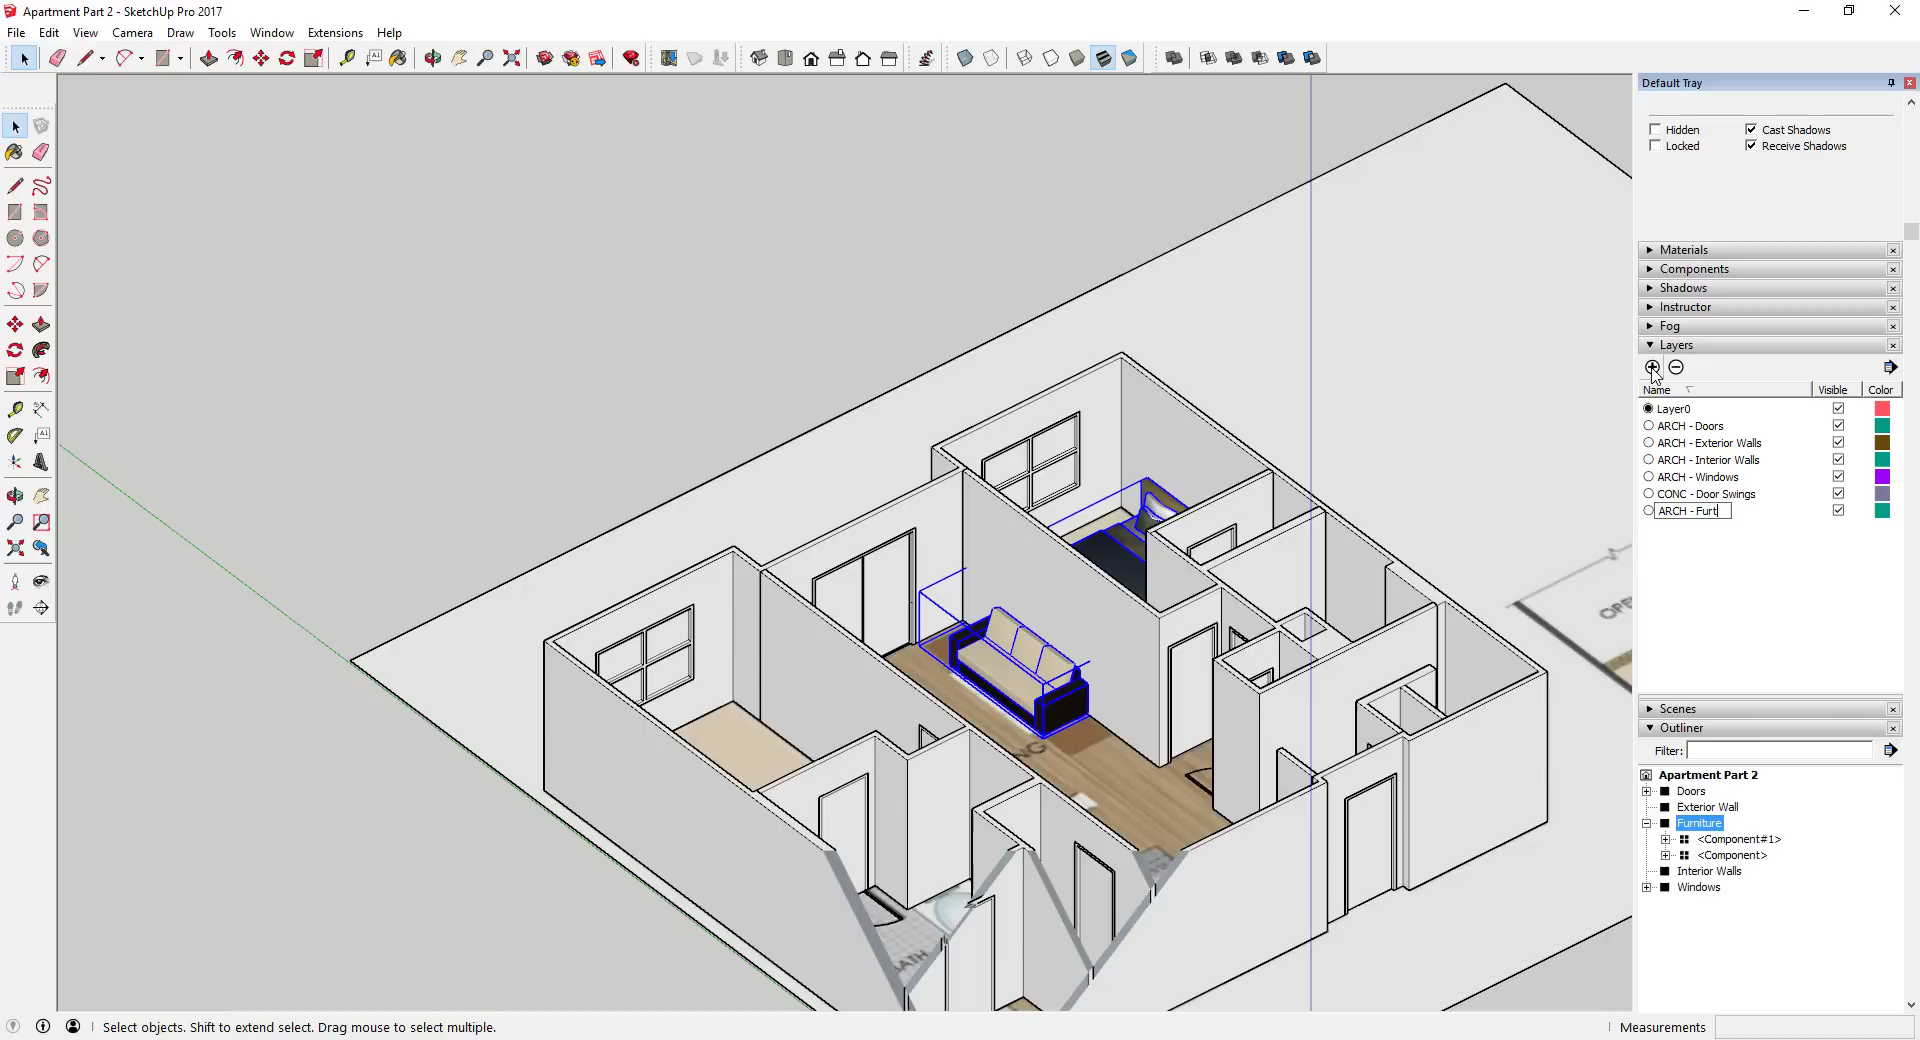 Apartment Part 2 - SketchUp Pro 2017
File Edit View Camera Draw Tools Window Extensions Help
Default Tray
Hidden Cast Shadows
Locked Receive Shadows
Materials
Components
Shadows
Instructor
Fog
Layers
Name Visible Color
Layer0
ARCH - Doors
ARCH - Exterior Walls
ARCH - Interior Walls
ARCH - Windows
CONC - Door Swings
ARCH - Furt
Scenes
Outliner
Filter:
Apartment Part 2
Doors
Exterior Wall
Furniture
<Component#1>
<Component>
Interior Walls
Windows
Select objects. Shift to extend select. Drag mouse to select multiple.
Measurements